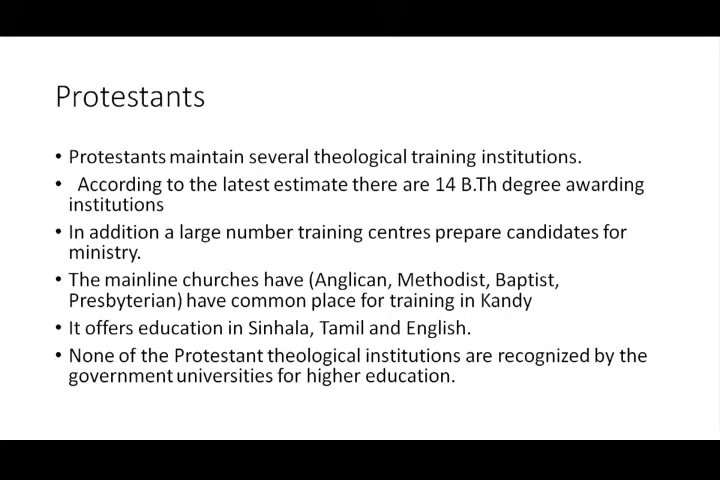 Protestants
• Protestants maintain several theological training institutions.
• According to the latest estimate there are 14 B.Th degree awarding
institutions
• In addition a large number training centres prepare candidates for
ministry.
• The mainline churches have (Anglican, Methodist, Baptist,
Presbyterian) have common place for training in Kandy
• It offers education in Sinhala, Tamil and English.
• None of the Protestant theological institutions are recognized by the
government universities for higher education.